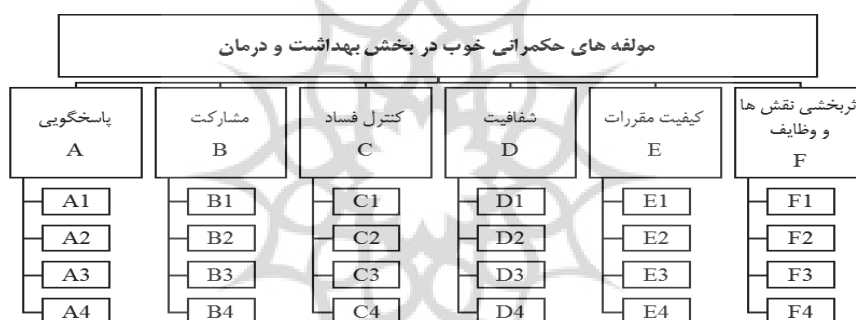 مولفه های حکمرانی خوب در بخش بهداشت و درمان
پاسخگویی
A
مشارکت
B
کنترل فساد
C
شفافیت
D
کیفیت مقررات
E
ثربخشی نقش ها
و وظایف
F
A1
B1
C1
D1
E1
F1
A2
B2
C2
D2
E2
F2
A3
B3
C3
D3
E3
F3
A4
B4
C4
D4
E4
F4